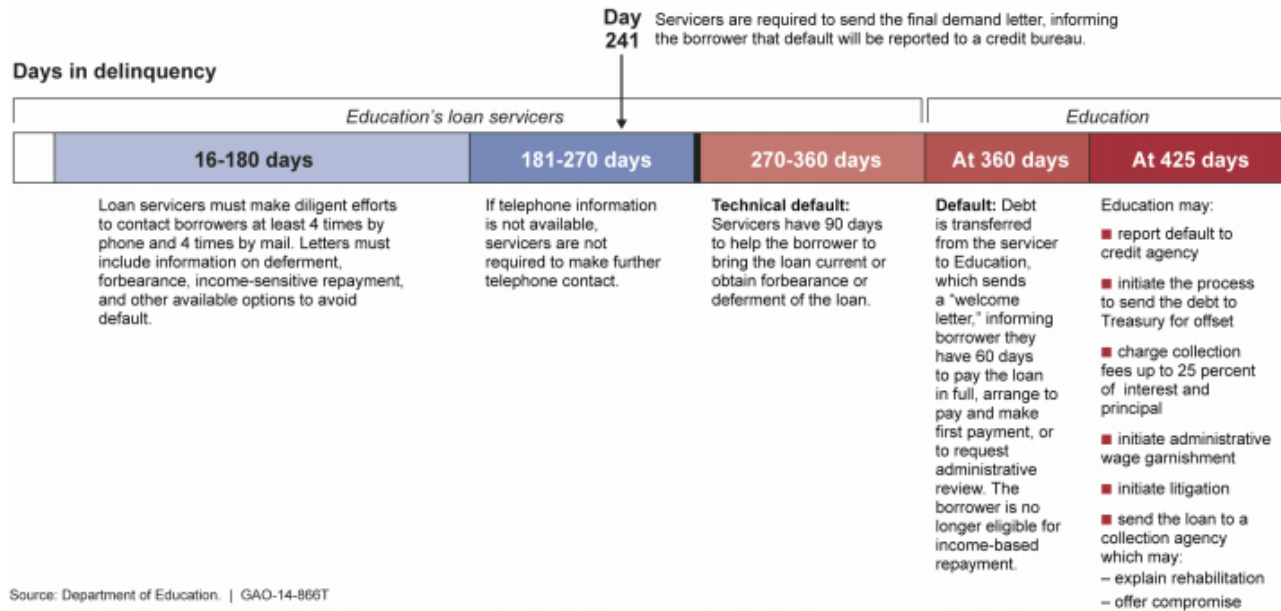 Day
241
Servicers are required to send the final demand letter, informing
the borrower that default will be reported to a credit bureau.
Days in delinquency
Education's loan servicers
Education
16-180 days
181-270 days
270-360 days
At 360 days
At 425 days
Loan servicers must make diligent efforts
to contact borrowers at least 4 times by
phone and 4 times by mail. Letters must
include information on deferment,
forbearance, income-sensitive repayment,
and other available options to avoid
default.
If telephone information
is not available,
servicers are not
required to make further
telephone contact.
Technical default:
Servicers have 90 days
to help the borrower to
bring the loan current or
obtain forbearance or
deferment of the loan.
Default: Debt
is transferred
from the servicer
to Education,
which sends
a “welcome
letter,” informing
borrower they
have 60 days
to pay the loan
in full, arrange to
pay and make
first payment, or
to request
administrative
review. The
borrower is no
longer eligible for
income-based
repayment.
Education may:
■ report default to
credit agency
■ initiate the process
to send the debt to
Treasury for offset
■ charge collection
fees up to 25 percent
of interest and
principal
■ initiate administrative
wage garnishment
■ initiate litigation
■ send the loan to a
collection agency
which may:
– explain rehabilitation
– offer compromise
Source: Department of Education. | GAO-14-866T